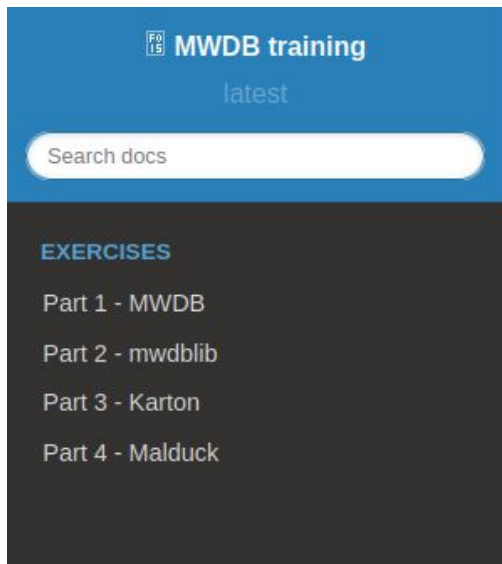 MWDB training
latest
Search docs
EXERCISES
Part 1 - MWDB
Part 2 - mwdblib
Part 3 - Karton
Part 4 - Malduck